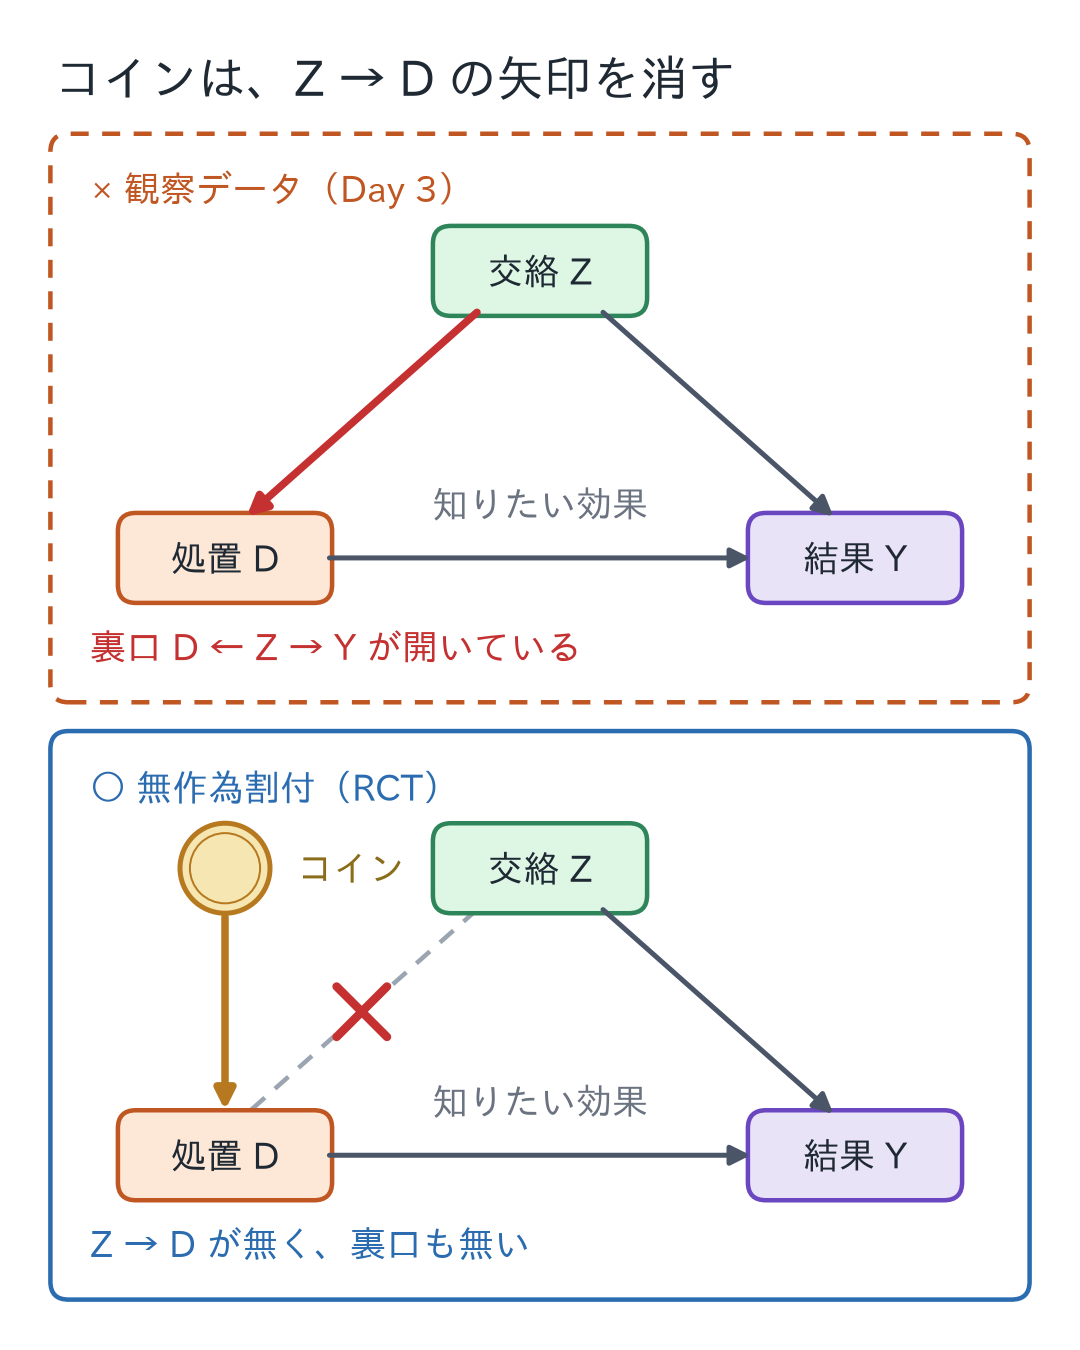 コインは、Z → D の矢印を消す
× 観察データ（Day 3）
交絡 Z
知りたい効果
処置 D
結果 Y
裏口 D ← Z → Y が開いている
○ 無作為割付（RCT）
コイン
交絡 Z
知りたい効果
処置 D
結果 Y
Z → D が無く、裏口も無い